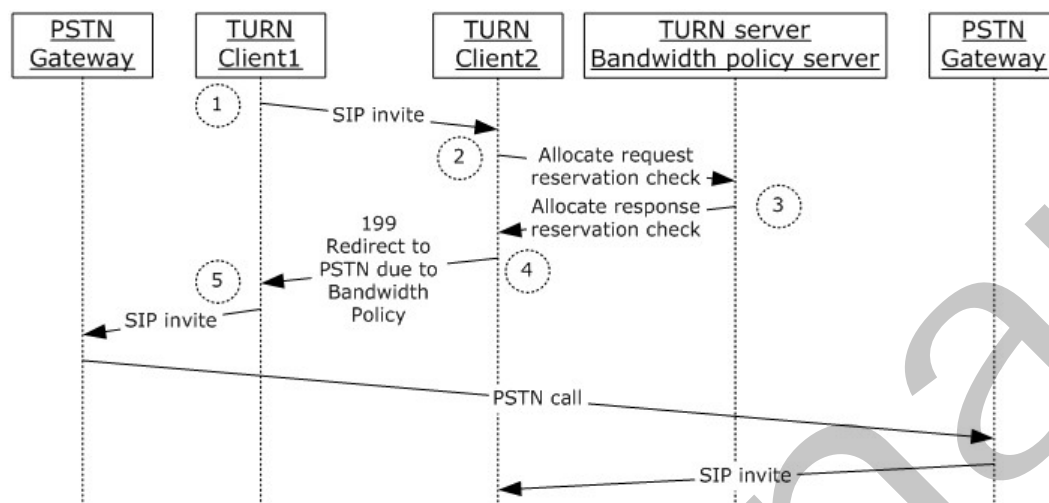 PSTN
Gateway
TURN
Client1
TURN
Client2
TURN server
Bandwidth policy server
PSTN
Gateway
1
SIP invite
2
Allocate request
reservation check
3
Allocate response
reservation check
199
Redirect to
PSTN due to
Bandwidth
Policy
4
5
SIP invite
PSTN call
SIP invite